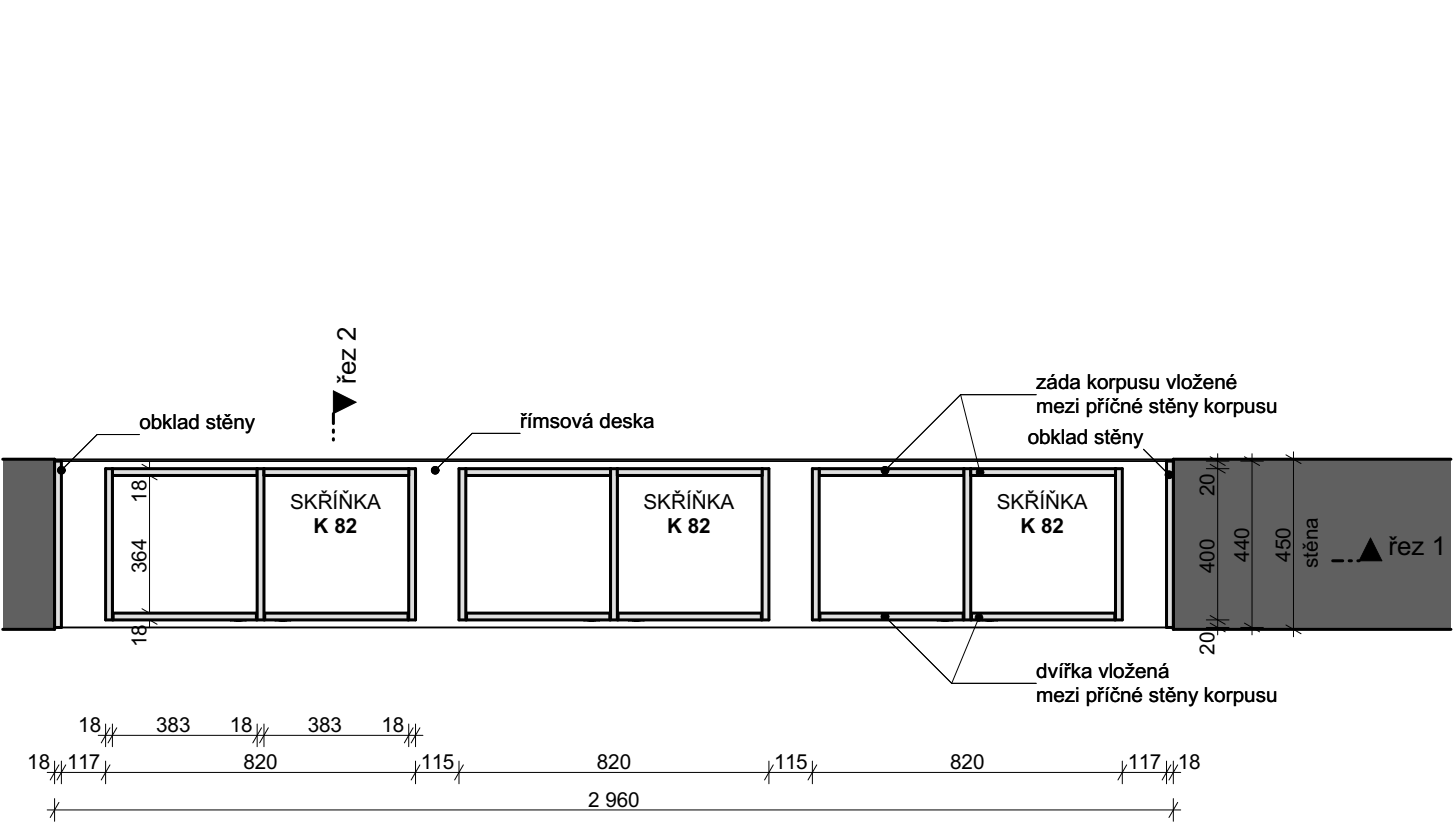 řez 2
záda korpusu vložené
mezi příčné stěny korpusu
obklad stěny
římsová deska
obklad stěny
18
364
18
SKŘÍŇKA
K 82
SKŘÍŇKA
K 82
SKŘÍŇKA
K 82
20
400
20
440
450
stěna
řez 1
dvířka vložená
mezi příčné stěny korpusu
18 383 18 383 18
18 117 820 115 820 115 820 117 18
2 960